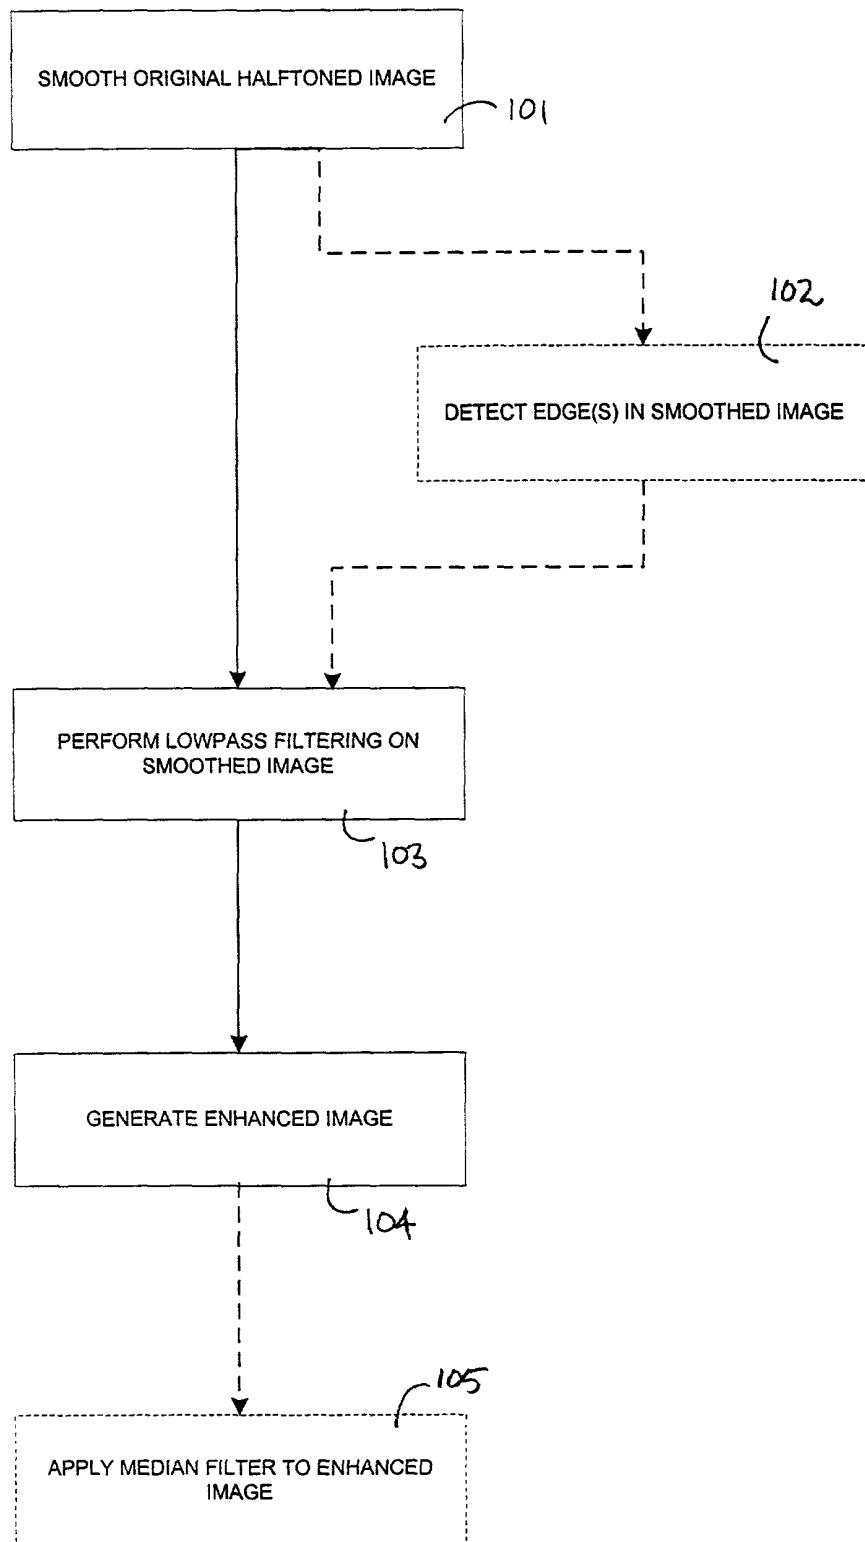 SMOOTH ORIGINAL HALFTONED IMAGE
101
102
DETECT EDGE(S) IN SMOOTHED IMAGE
PERFORM LOWPASS FILTERING ON
SMOOTHED IMAGE
103
GENERATE ENHANCED IMAGE
104
105
APPLY MEDIAN FILTER TO ENHANCED
IMAGE